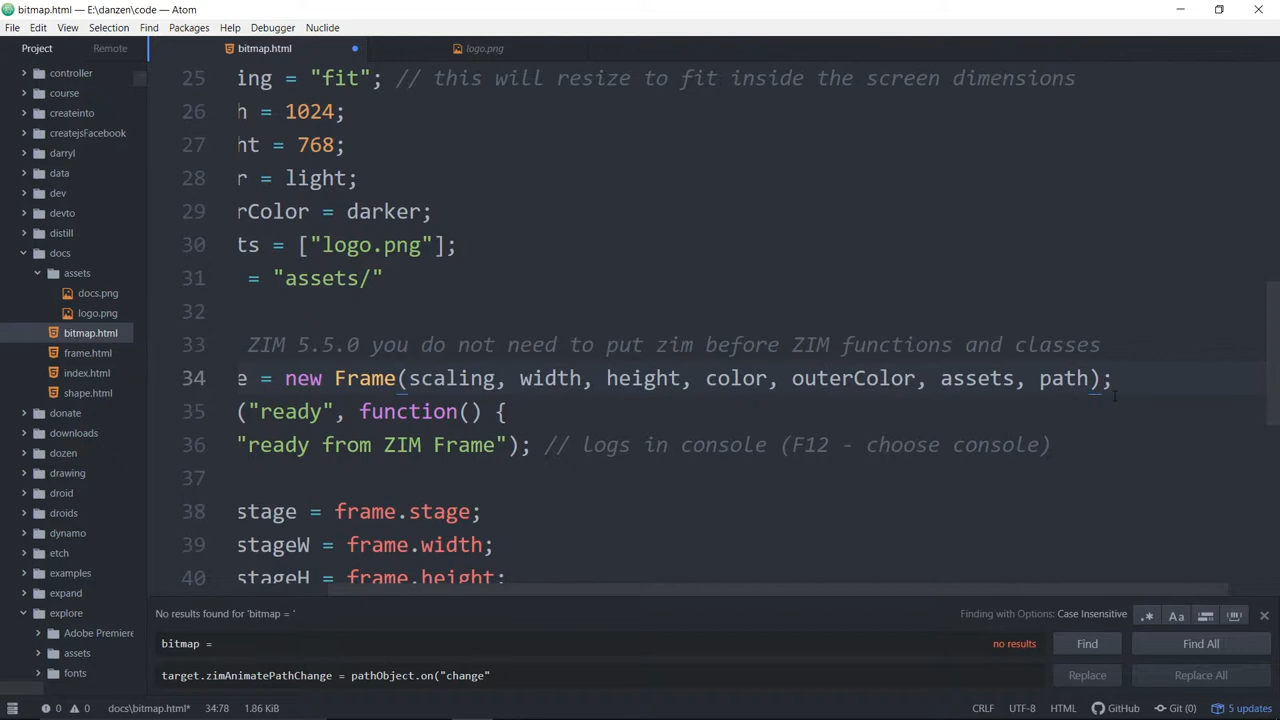 bitmap.html — E:\danzen\code — Atom
File Edit View Selection Find Packages Help Debugger Nuclide
Project Remote
bitmap.html
logo.png
controller
course
createinto
createjsFacebook
darryl
data
dev
devto
distill
docs
assets
docs.png
logo.png
bitmap.html
frame.html
index.html
shape.html
donate
downloads
dozen
drawing
droid
droids
dynamo
etch
examples
expand
explore
Adobe Premiere
assets
fonts
25 ing = "fit"; // this will resize to fit inside the screen dimensions
26 h = 1024;
27 ht = 768;
28 r = light;
29 rColor = darker;
30 ts = ["logo.png"];
31 = "assets/"
32
33 ZIM 5.5.0 you do not need to put zim before ZIM functions and classes
34 e = new Frame(scaling, width, height, color, outerColor, assets, path);
35 ("ready", function() {
36 "ready from ZIM Frame"); // logs in console (F12 - choose console)
37
38 stage = frame.stage;
39 stageW = frame.width;
40 stageH = frame.height;
No results found for 'bitmap = '
Finding with Options: Case Insensitive
.* Aa
bitmap =
no results
Find
Find All
target.zimAnimatePathChange = pathObject.on("change"
Replace
Replace All
0 0 docs\bitmap.html* 34:78 1.86 KiB
CRLF UTF-8 HTML GitHub Git (0) 5 updates